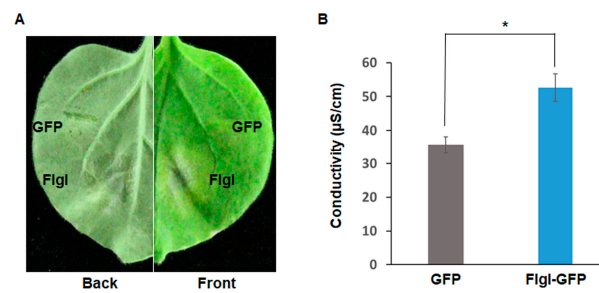 A
GFP
GFP
FlgI
FlgI
Back
Front
B
*
Conductivity (µS/cm)
60
50
40
30
20
10
0
GFP
FlgI-GFP